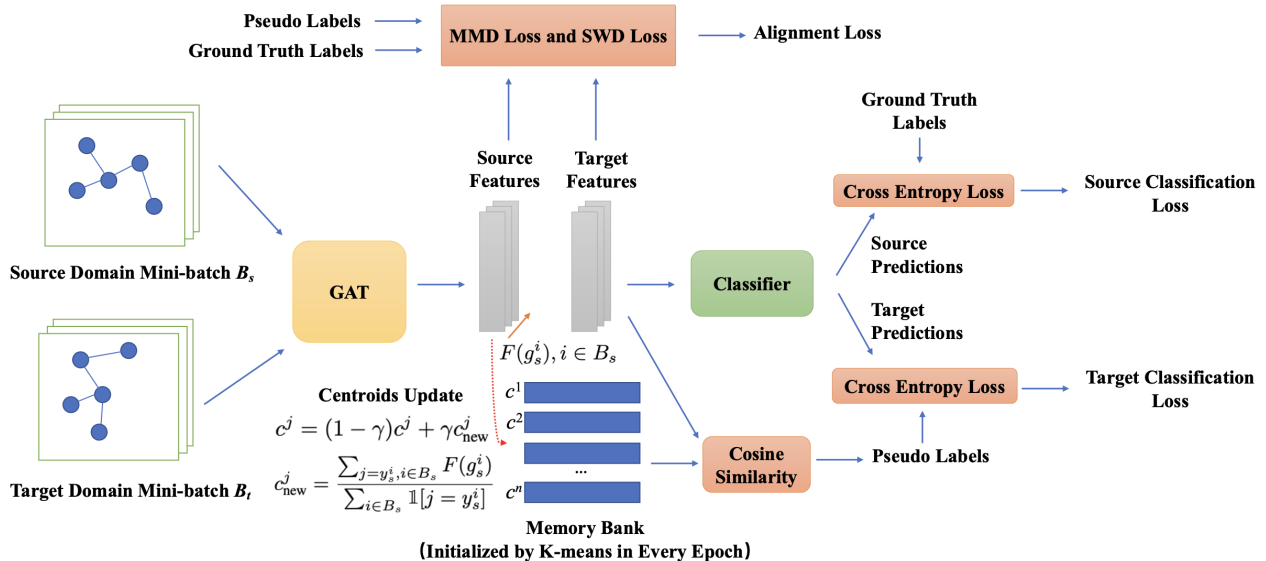 Pseudo Labels
Ground Truth Labels
MMD Loss and SWD Loss
Alignment Loss
Source Domain Mini-batch B_s
Target Domain Mini-batch B_t
GAT
Source
Features
Target
Features
F(g_s^i), i ∈ B_s
Centroids Update
c^j = (1 − γ)c^j + γc_new^j
c_new^j = \frac{∑_{j=y_s^i, i∈B_s} F(g_s^i)}{∑_{i∈B_s} 𝟙[j = y_s^i]}
c^1
c^2
...
c^n
Memory Bank
(Initialized by K-means in Every Epoch)
Classifier
Cosine
Similarity
Ground Truth
Labels
Cross Entropy Loss
Source Classification
Loss
Source
Predictions
Target
Predictions
Cross Entropy Loss
Target Classification
Loss
Pseudo Labels